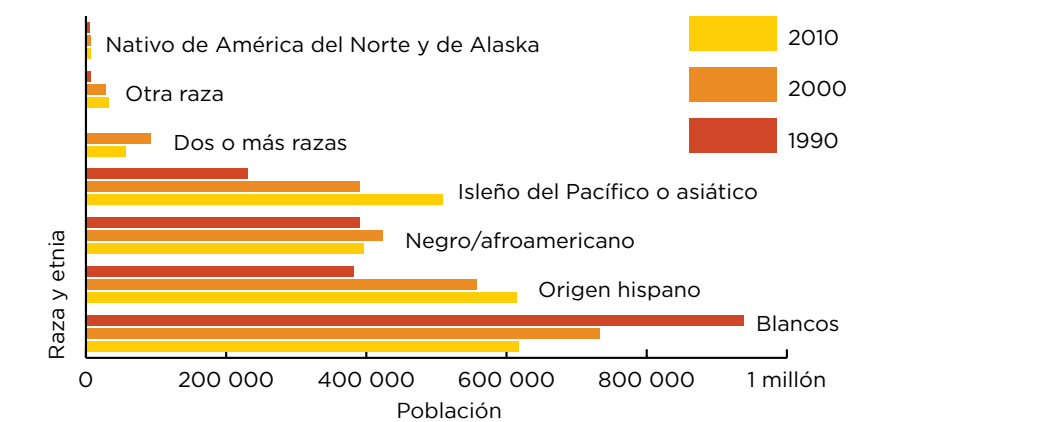 Nativo de América del Norte y de Alaska
Otra raza
Dos o más razas
Isleño del Pacífico o asiático
Negro/afroamericano
Origen hispano
Blancos
2010
2000
1990
Raza y etnia
0
200 000
400 000
600 000
800 000
1 millón
Población